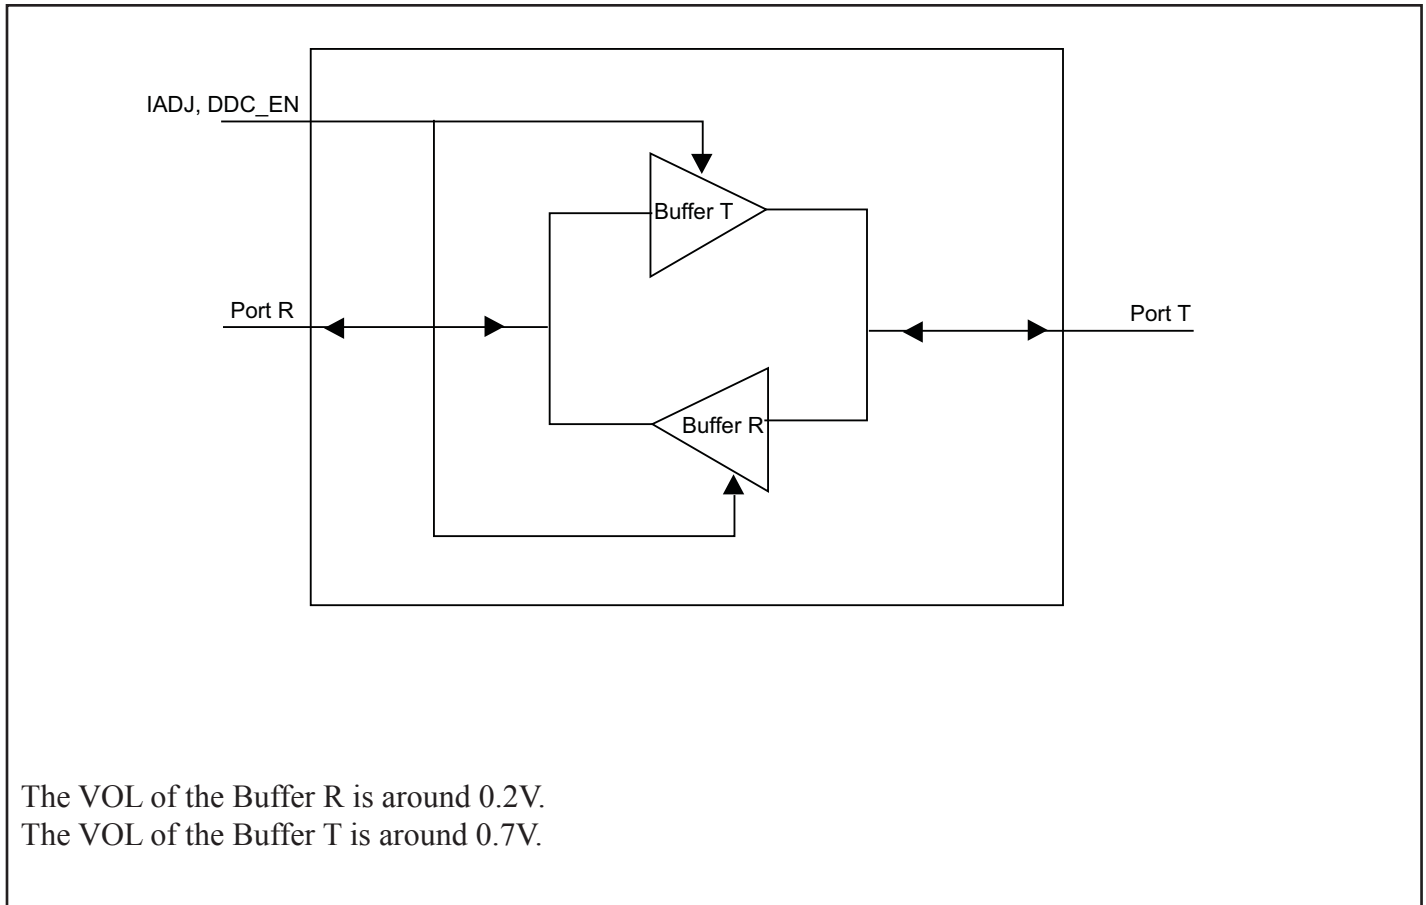 IADJ, DDC_EN
Buffer T
Port R
Port T
Buffer R
The VOL of the Buffer R is around 0.2V.
The VOL of the Buffer T is around 0.7V.